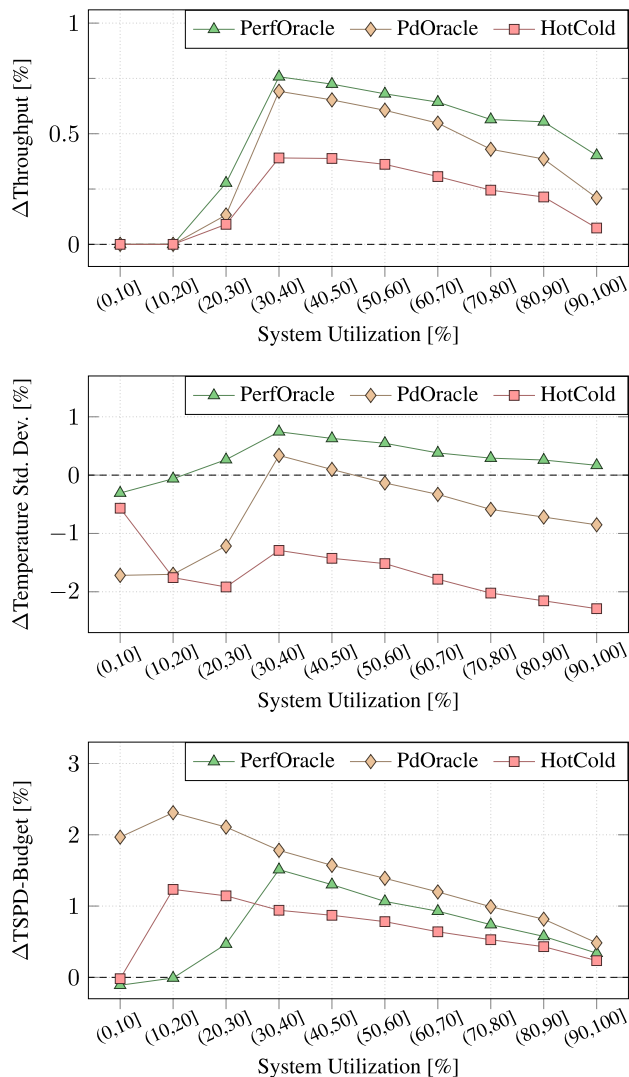 PerfOracle PdOracle HotCold
1
0.5
0
ΔThroughput [%]
(0,10] (10,20] (20,30] (30,40] (40,50] (50,60] (60,70] (70,80] (80,90] (90,100]
System Utilization [%]
PerfOracle PdOracle HotCold
1
0
−1
−2
ΔTemperature Std. Dev. [%]
(0,10] (10,20] (20,30] (30,40] (40,50] (50,60] (60,70] (70,80] (80,90] (90,100]
System Utilization [%]
PerfOracle PdOracle HotCold
3
2
1
0
ΔTSPD-Budget [%]
(0,10] (10,20] (20,30] (30,40] (40,50] (50,60] (60,70] (70,80] (80,90] (90,100]
System Utilization [%]